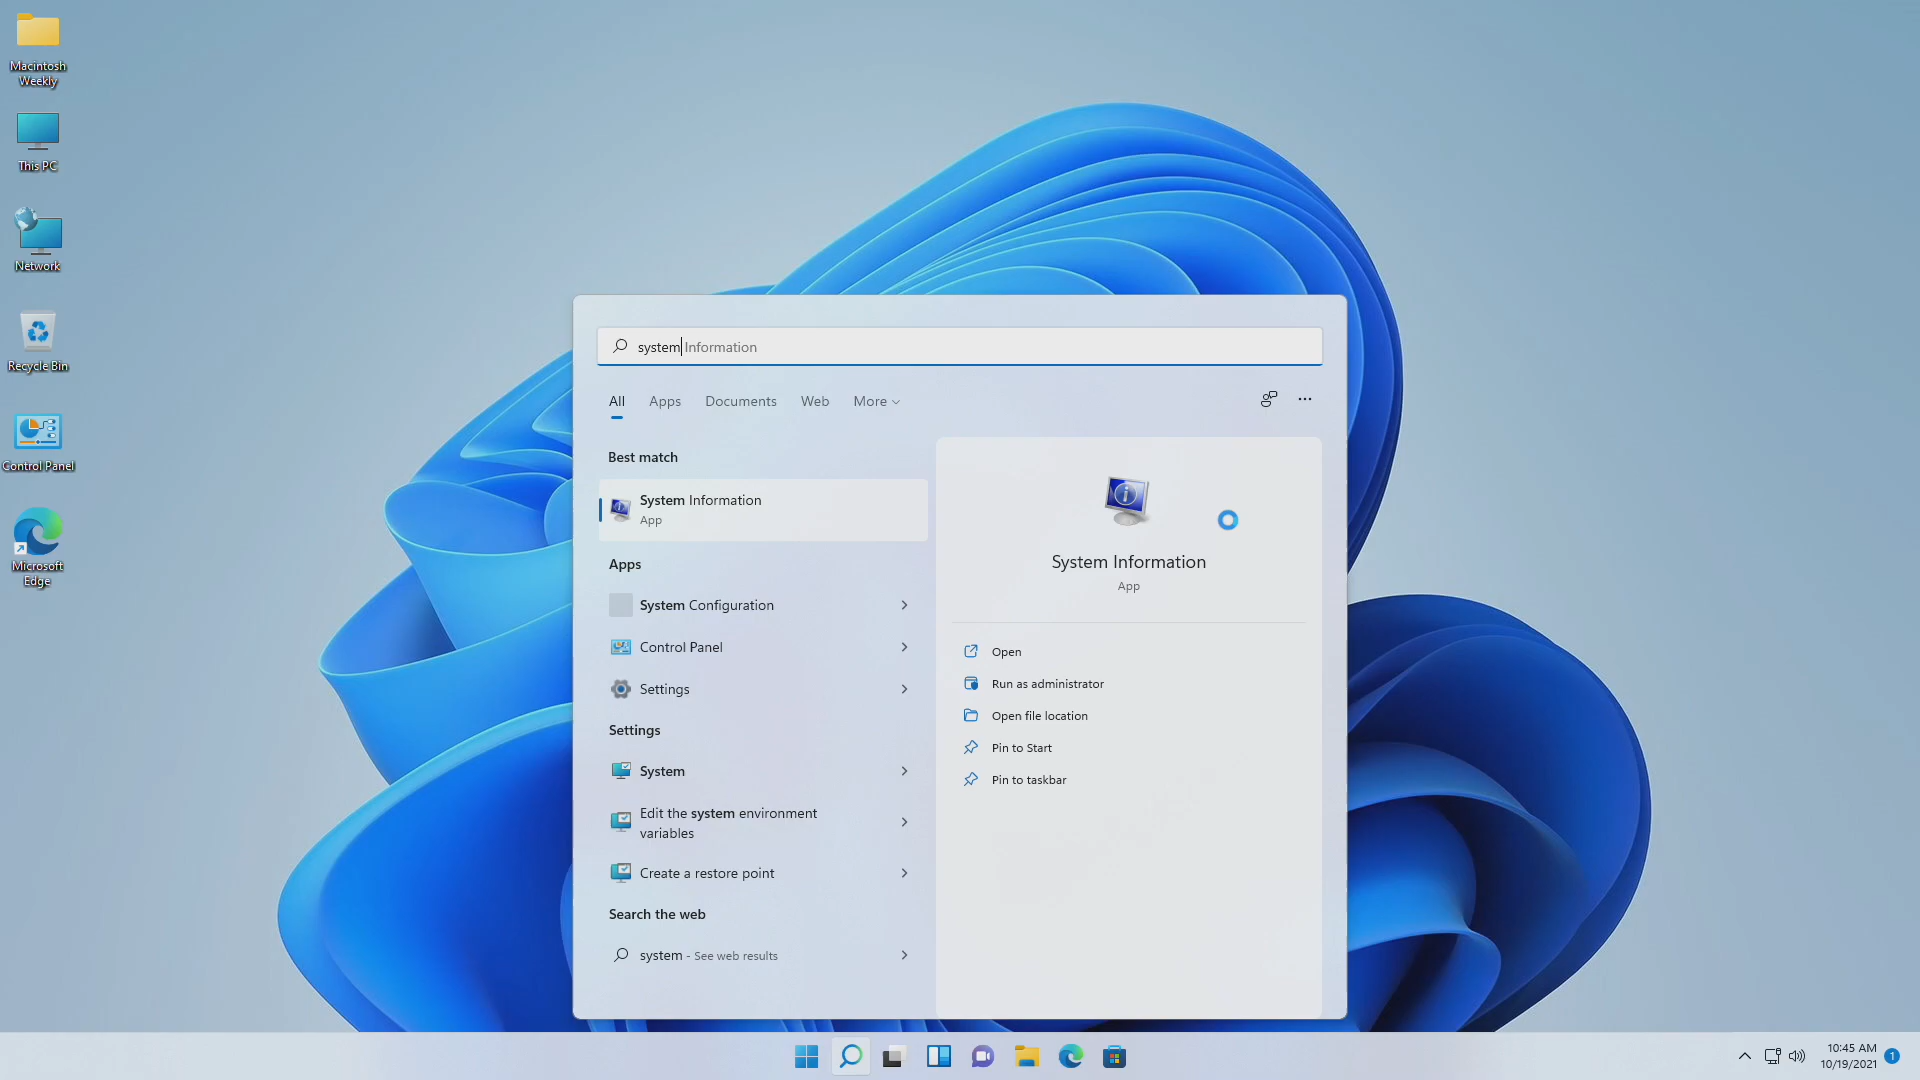 Macintosh
Weekly
This PC
Network
Recycle Bin
Control Panel
Microsoft
Edge
system Information
All
Apps
Documents
Web
More
Best match
System Information
App
Apps
System Configuration
Control Panel
Settings
Settings
System
Edit the system environment
variables
Create a restore point
Search the web
system - See web results
System Information
App
Open
Run as administrator
Open file location
Pin to Start
Pin to taskbar
10:45 AM
10/19/2021
1